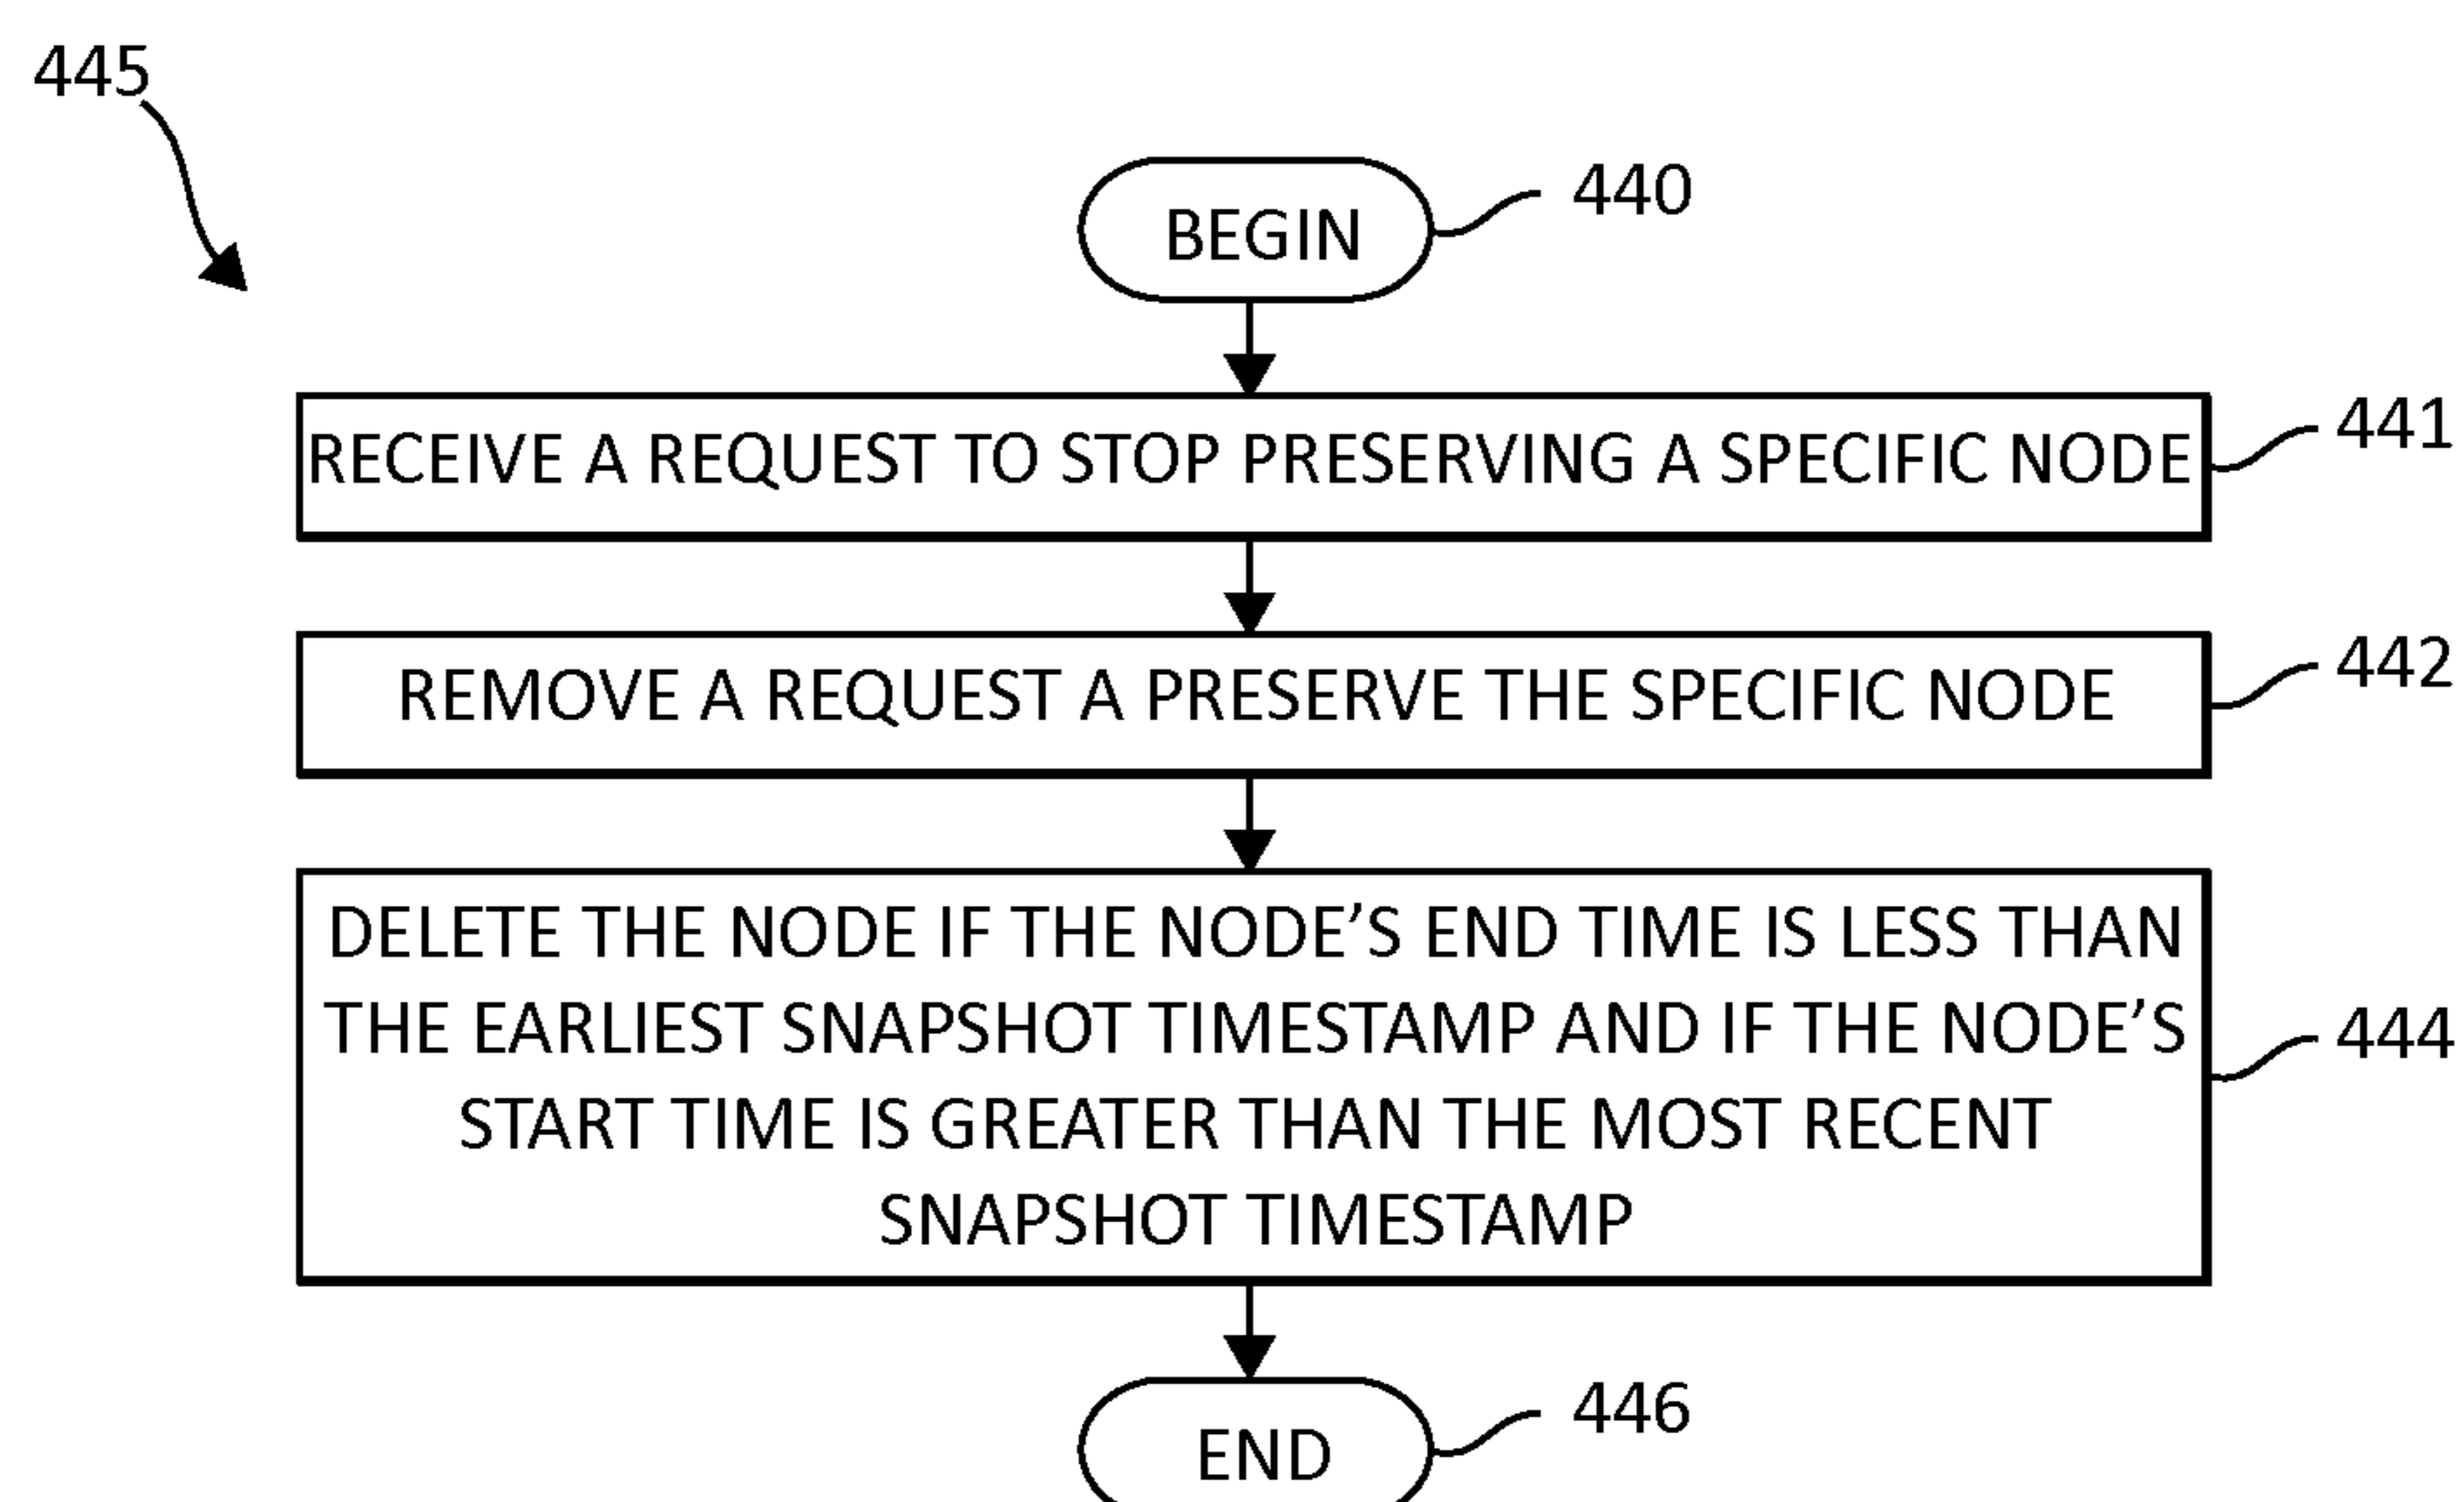 445
BEGIN
440
RECEIVE A REQUEST TO STOP PRESERVING A SPECIFIC NODE
441
REMOVE A REQUEST A PRESERVE THE SPECIFIC NODE
442
DELETE THE NODE IF THE NODE’S END TIME IS LESS THAN
THE EARLIEST SNAPSHOT TIMESTAMP AND IF THE NODE’S
START TIME IS GREATER THAN THE MOST RECENT
SNAPSHOT TIMESTAMP
444
END
446